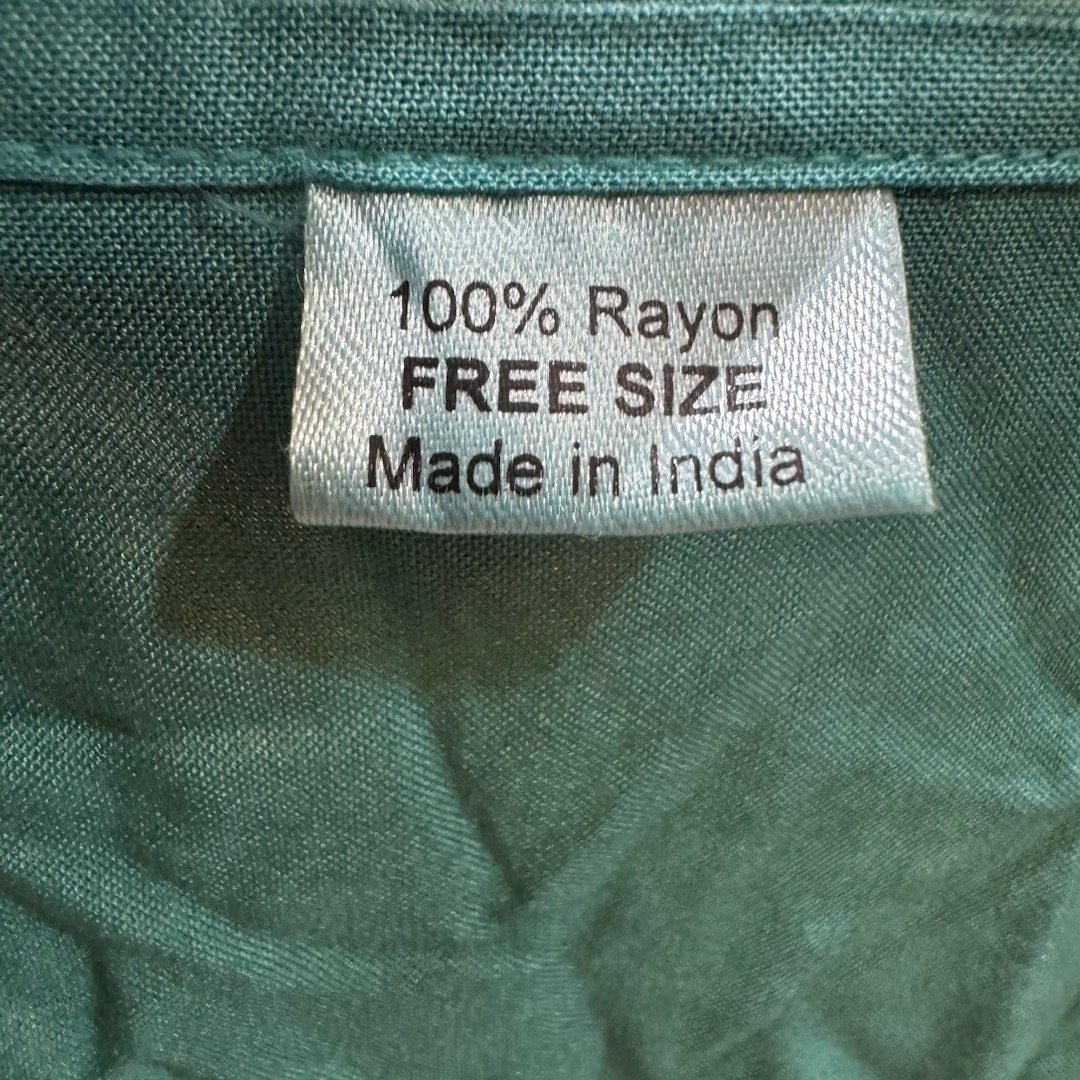 100% Rayon
FREE SIZE
Made in India